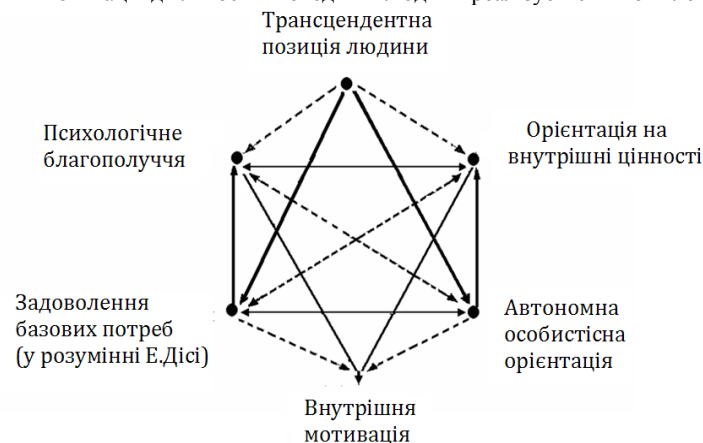 Трансцендентна
позиція людини
Психологічне
благополуччя
Орієнтація на
внутрішні цінності
Задоволення
базових потреб
(у розумінні Е.Дісі)
Автономна
особистісна
орієнтація
Внутрішня
мотивація